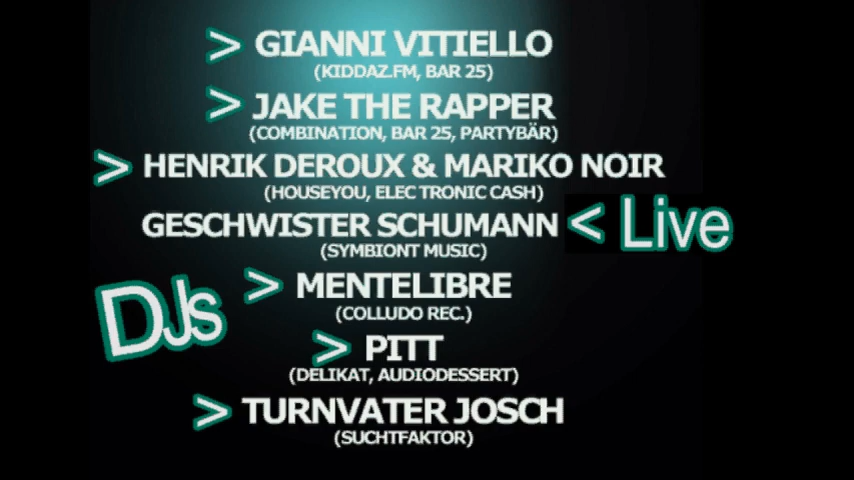 > GIANNI VITIELLO
(KIDDAZ.FM, BAR 25)
> JAKE THE RAPPER
(COMBINATION, BAR 25, PARTYBÄR)
> HENRIK DEROUX & MARIKO NOIR
(HOUSEYOU, ELEC TRONIC CASH)
GESCHWISTER SCHUMANN < Live
(SYMBIONT MUSIC)
DJs > MENTELIBRE
(COLLUDO REC.)
> PITT
(DELIKAT, AUDIODESSERT)
> TURNVATER JOSCH
(SUCHTFAKTOR)